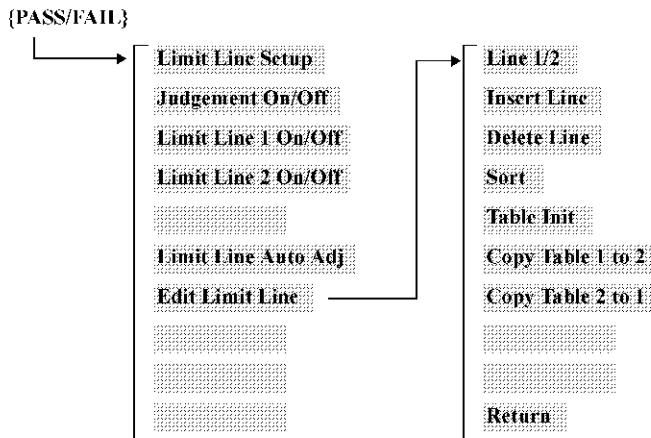 {PASS/FAIL}
Limit Line Setup
Judgement On/Off
Limit Line 1 On/Off
Limit Line 2 On/Off
Limit Line Auto Adj
Edit Limit Line
Line 1/2
Insert Line
Delete Line
Sort
Table Init
Copy Table 1 to 2
Copy Table 2 to 1
Return